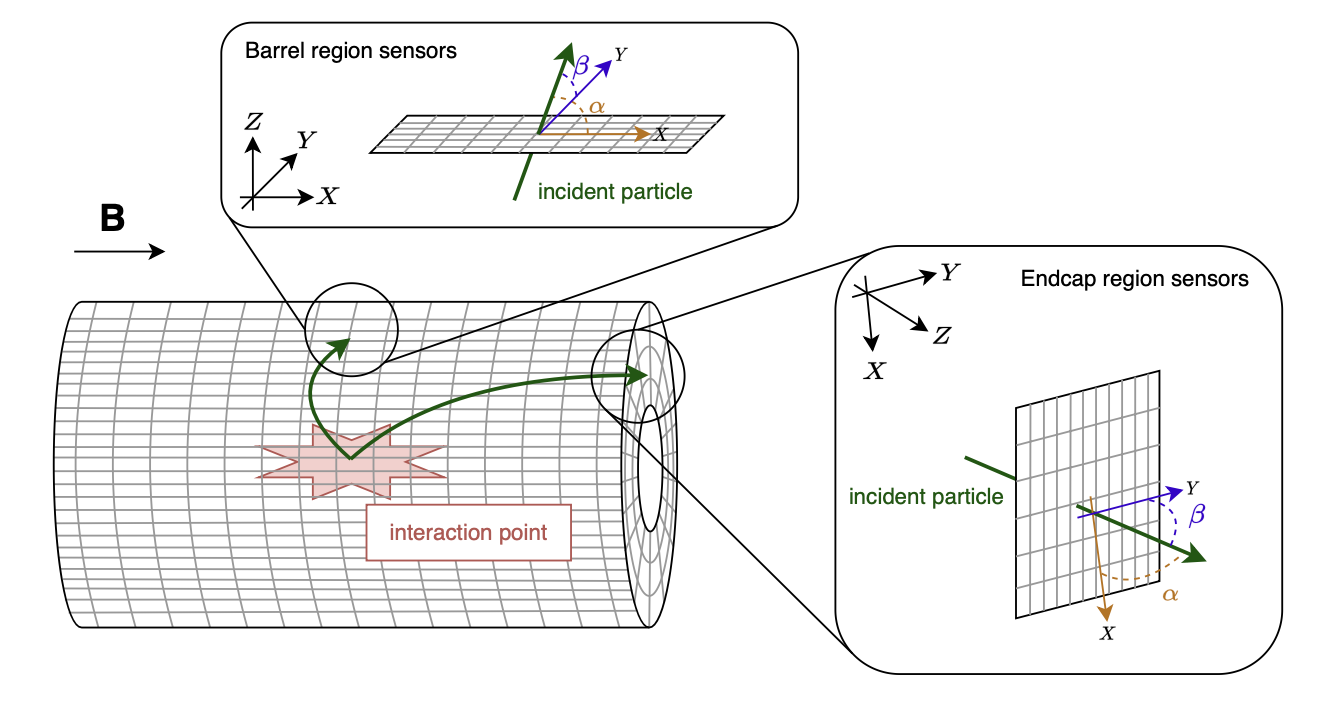 Barrel region sensors
Y
β
Z
Y
α
X
X
incident particle
B
Y
Endcap region sensors
Z
X
incident particle
Y
β
interaction point
α
X